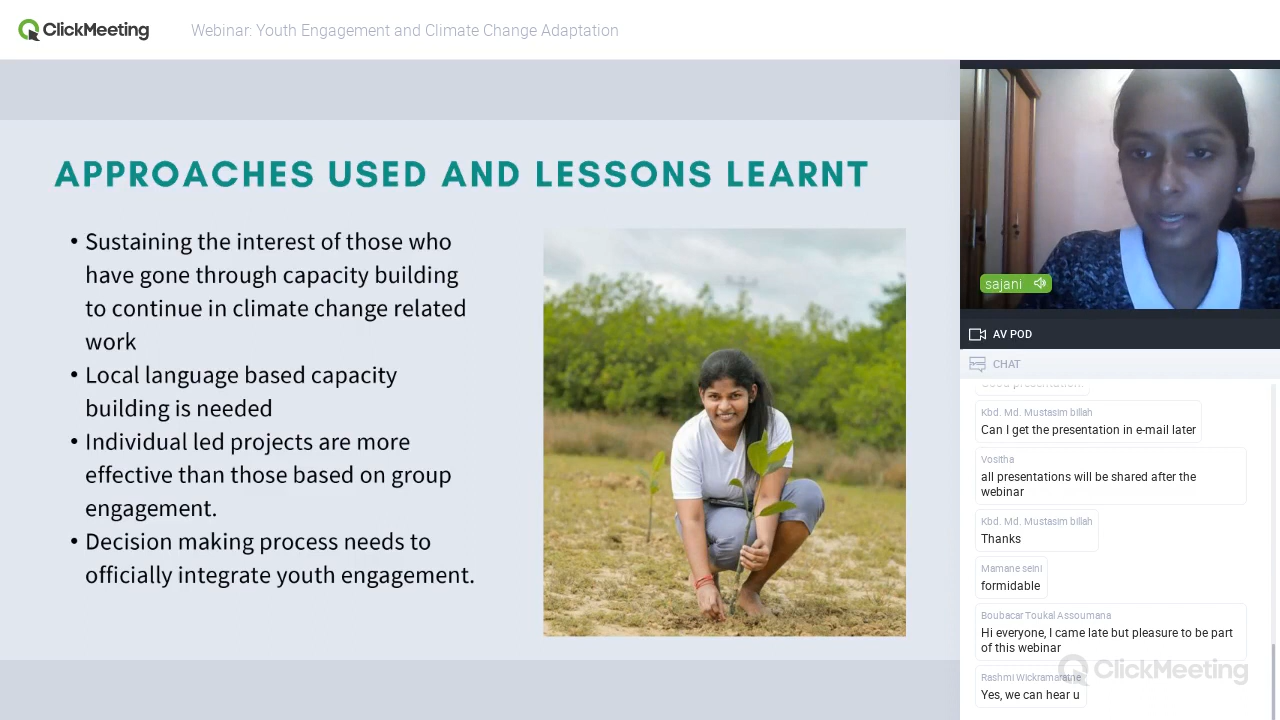 ClickMeeting
Webinar: Youth Engagement and Climate Change Adaptation
APPROACHES USED AND LESSONS LEARNT
• Sustaining the interest of those who
have gone through capacity building
to continue in climate change related
work
• Local language based capacity
building is needed
• Individual led projects are more
effective than those based on group
engagement.
• Decision making process needs to
officially integrate youth engagement.
sajani
AV POD
CHAT
Good presentation.
Kbd. Md. Mustasim billah
Can I get the presentation in e-mail later
Vositha
all presentations will be shared after the
webinar
Kbd. Md. Mustasim billah
Thanks
Mamane seini
formidable
Boubacar Toukal Assoumana
Hi everyone, I came late but pleasure to be part
of this webinar
Rashmi Wickramaratne
Yes, we can hear u
ClickMeeting